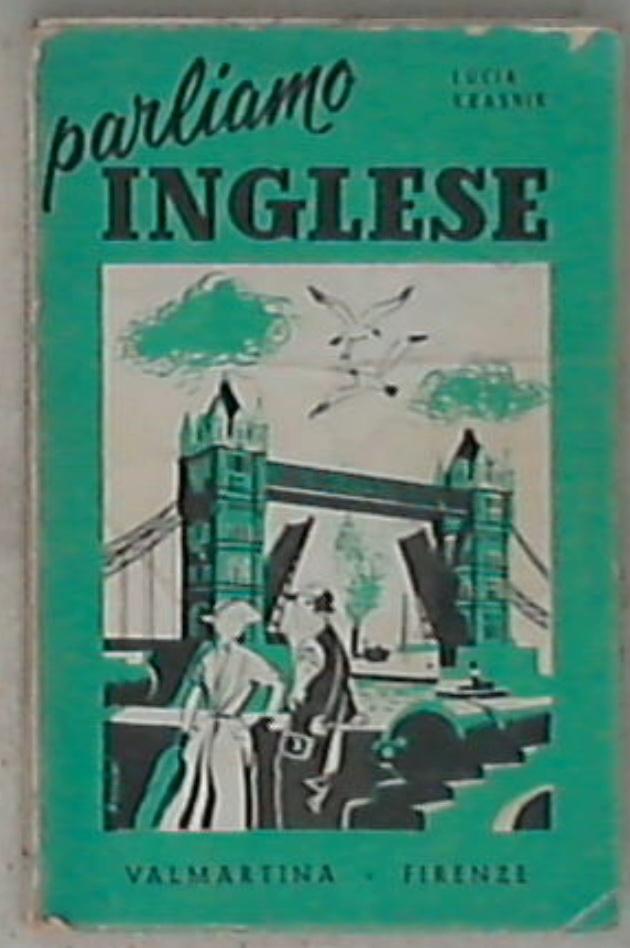 parliamo
LUCIA
KRASNIK
INGLESE
VALMARTINA - FIRENZE